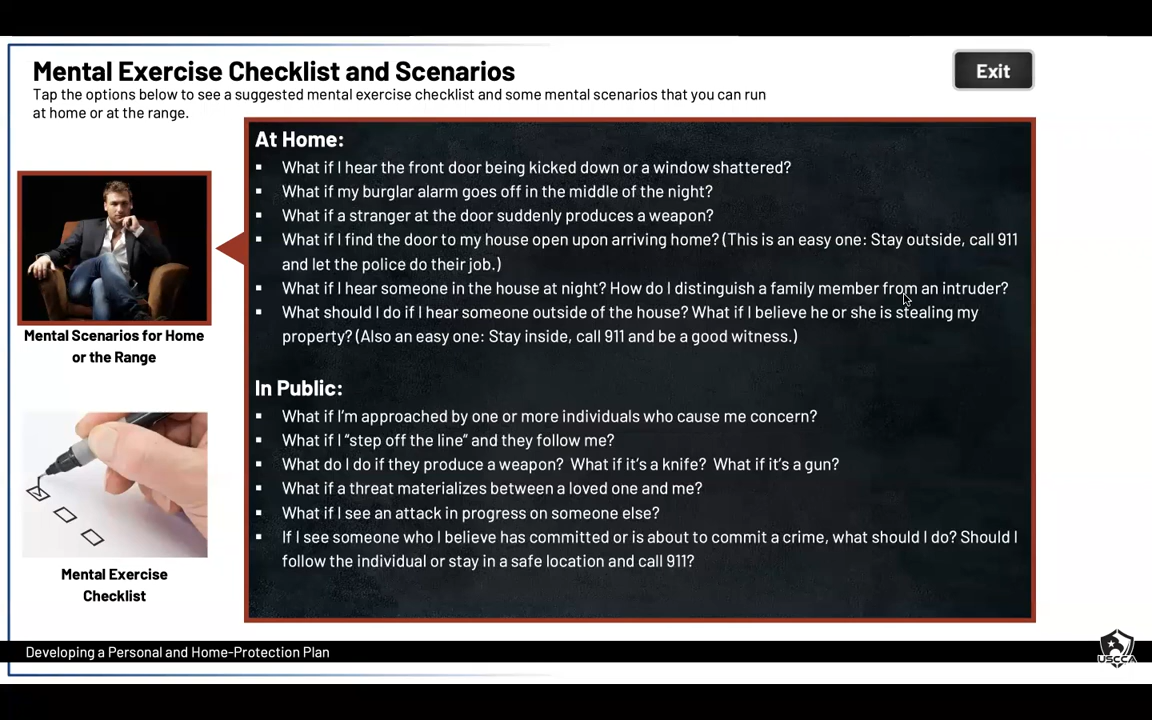 Mental Exercise Checklist and Scenarios
Exit
Tap the options below to see a suggested mental exercise checklist and some mental scenarios that you can run
at home or at the range.
At Home:
▪ What if I hear the front door being kicked down or a window shattered?
▪ What if my burglar alarm goes off in the middle of the night?
▪ What if a stranger at the door suddenly produces a weapon?
▪ What if I find the door to my house open upon arriving home? (This is an easy one: Stay outside, call 911
and let the police do their job.)
▪ What if I hear someone in the house at night? How do I distinguish a family member from an intruder?
▪ What should I do if I hear someone outside of the house? What if I believe he or she is stealing my
property? (Also an easy one: Stay inside, call 911 and be a good witness.)
In Public:
▪ What if I’m approached by one or more individuals who cause me concern?
▪ What if I “step off the line” and they follow me?
▪ What do I do if they produce a weapon? What if it’s a knife? What if it’s a gun?
▪ What if a threat materializes between a loved one and me?
▪ What if I see an attack in progress on someone else?
▪ If I see someone who I believe has committed or is about to commit a crime, what should I do? Should I
follow the individual or stay in a safe location and call 911?
Mental Scenarios for Home
or the Range
Mental Exercise
Checklist
Developing a Personal and Home-Protection Plan
USCCA